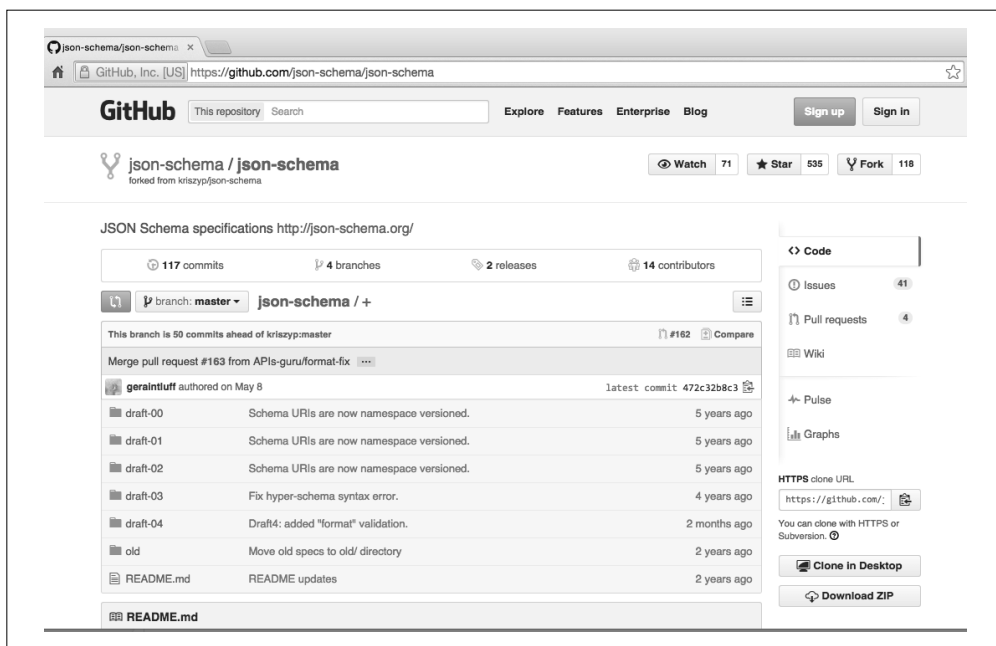 json-schema/json-schema ×
GitHub, Inc. [US] https://github.com/json-schema/json-schema
GitHub This repository Search Explore Features Enterprise Blog Sign up Sign in
json-schema / json-schema Watch 71 Star 535 Fork 118
forked from kriszyp/json-schema
JSON Schema specifications http://json-schema.org/
117 commits 4 branches 2 releases 14 contributors
branch: master json-schema / +
This branch is 50 commits ahead of kriszyp:master #162 Compare
Merge pull request #163 from APIs-guru/format-fix ...
geraintluff authored on May 8 latest commit 472c32b8c3
draft-00 Schema URIs are now namespace versioned. 5 years ago
draft-01 Schema URIs are now namespace versioned. 5 years ago
draft-02 Schema URIs are now namespace versioned. 5 years ago
draft-03 Fix hyper-schema syntax error. 4 years ago
draft-04 Draft4: added "format" validation. 2 months ago
old Move old specs to old/ directory 2 years ago
README.md README updates 2 years ago
README.md
<> Code
Issues 41
Pull requests 4
Wiki
Pulse
Graphs
HTTPS clone URL
https://github.com/
You can clone with HTTPS or
Subversion.
Clone in Desktop
Download ZIP